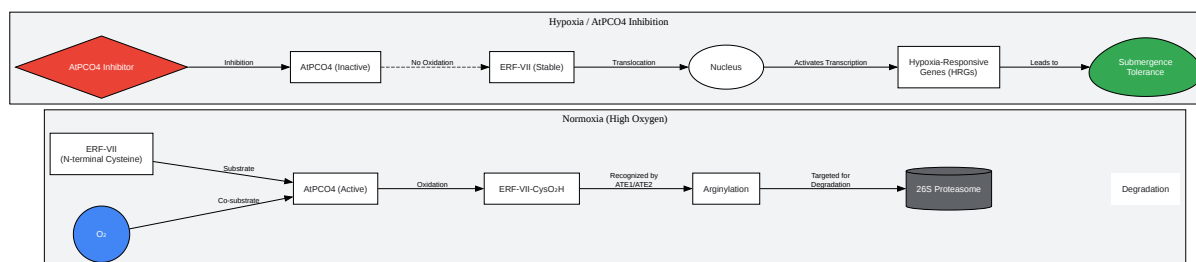 Hypoxia / AtPCO4 Inhibition
AtPCO4 Inhibitor
Inhibition
AtPCO4 (Inactive)
No Oxidation
ERF-VII (Stable)
Translocation
Nucleus
Activates Transcription
Hypoxia-Responsive
Genes (HRGs)
Leads to
Submergence
Tolerance
Normoxia (High Oxygen)
ERF-VII
(N-terminal Cysteine)
Substrate
O₂
Co-substrate
AtPCO4 (Active)
Oxidation
ERF-VII-CysO₂H
Recognized by
ATE1/ATE2
Arginylation
Targeted for
Degradation
26S Proteasome
Degradation